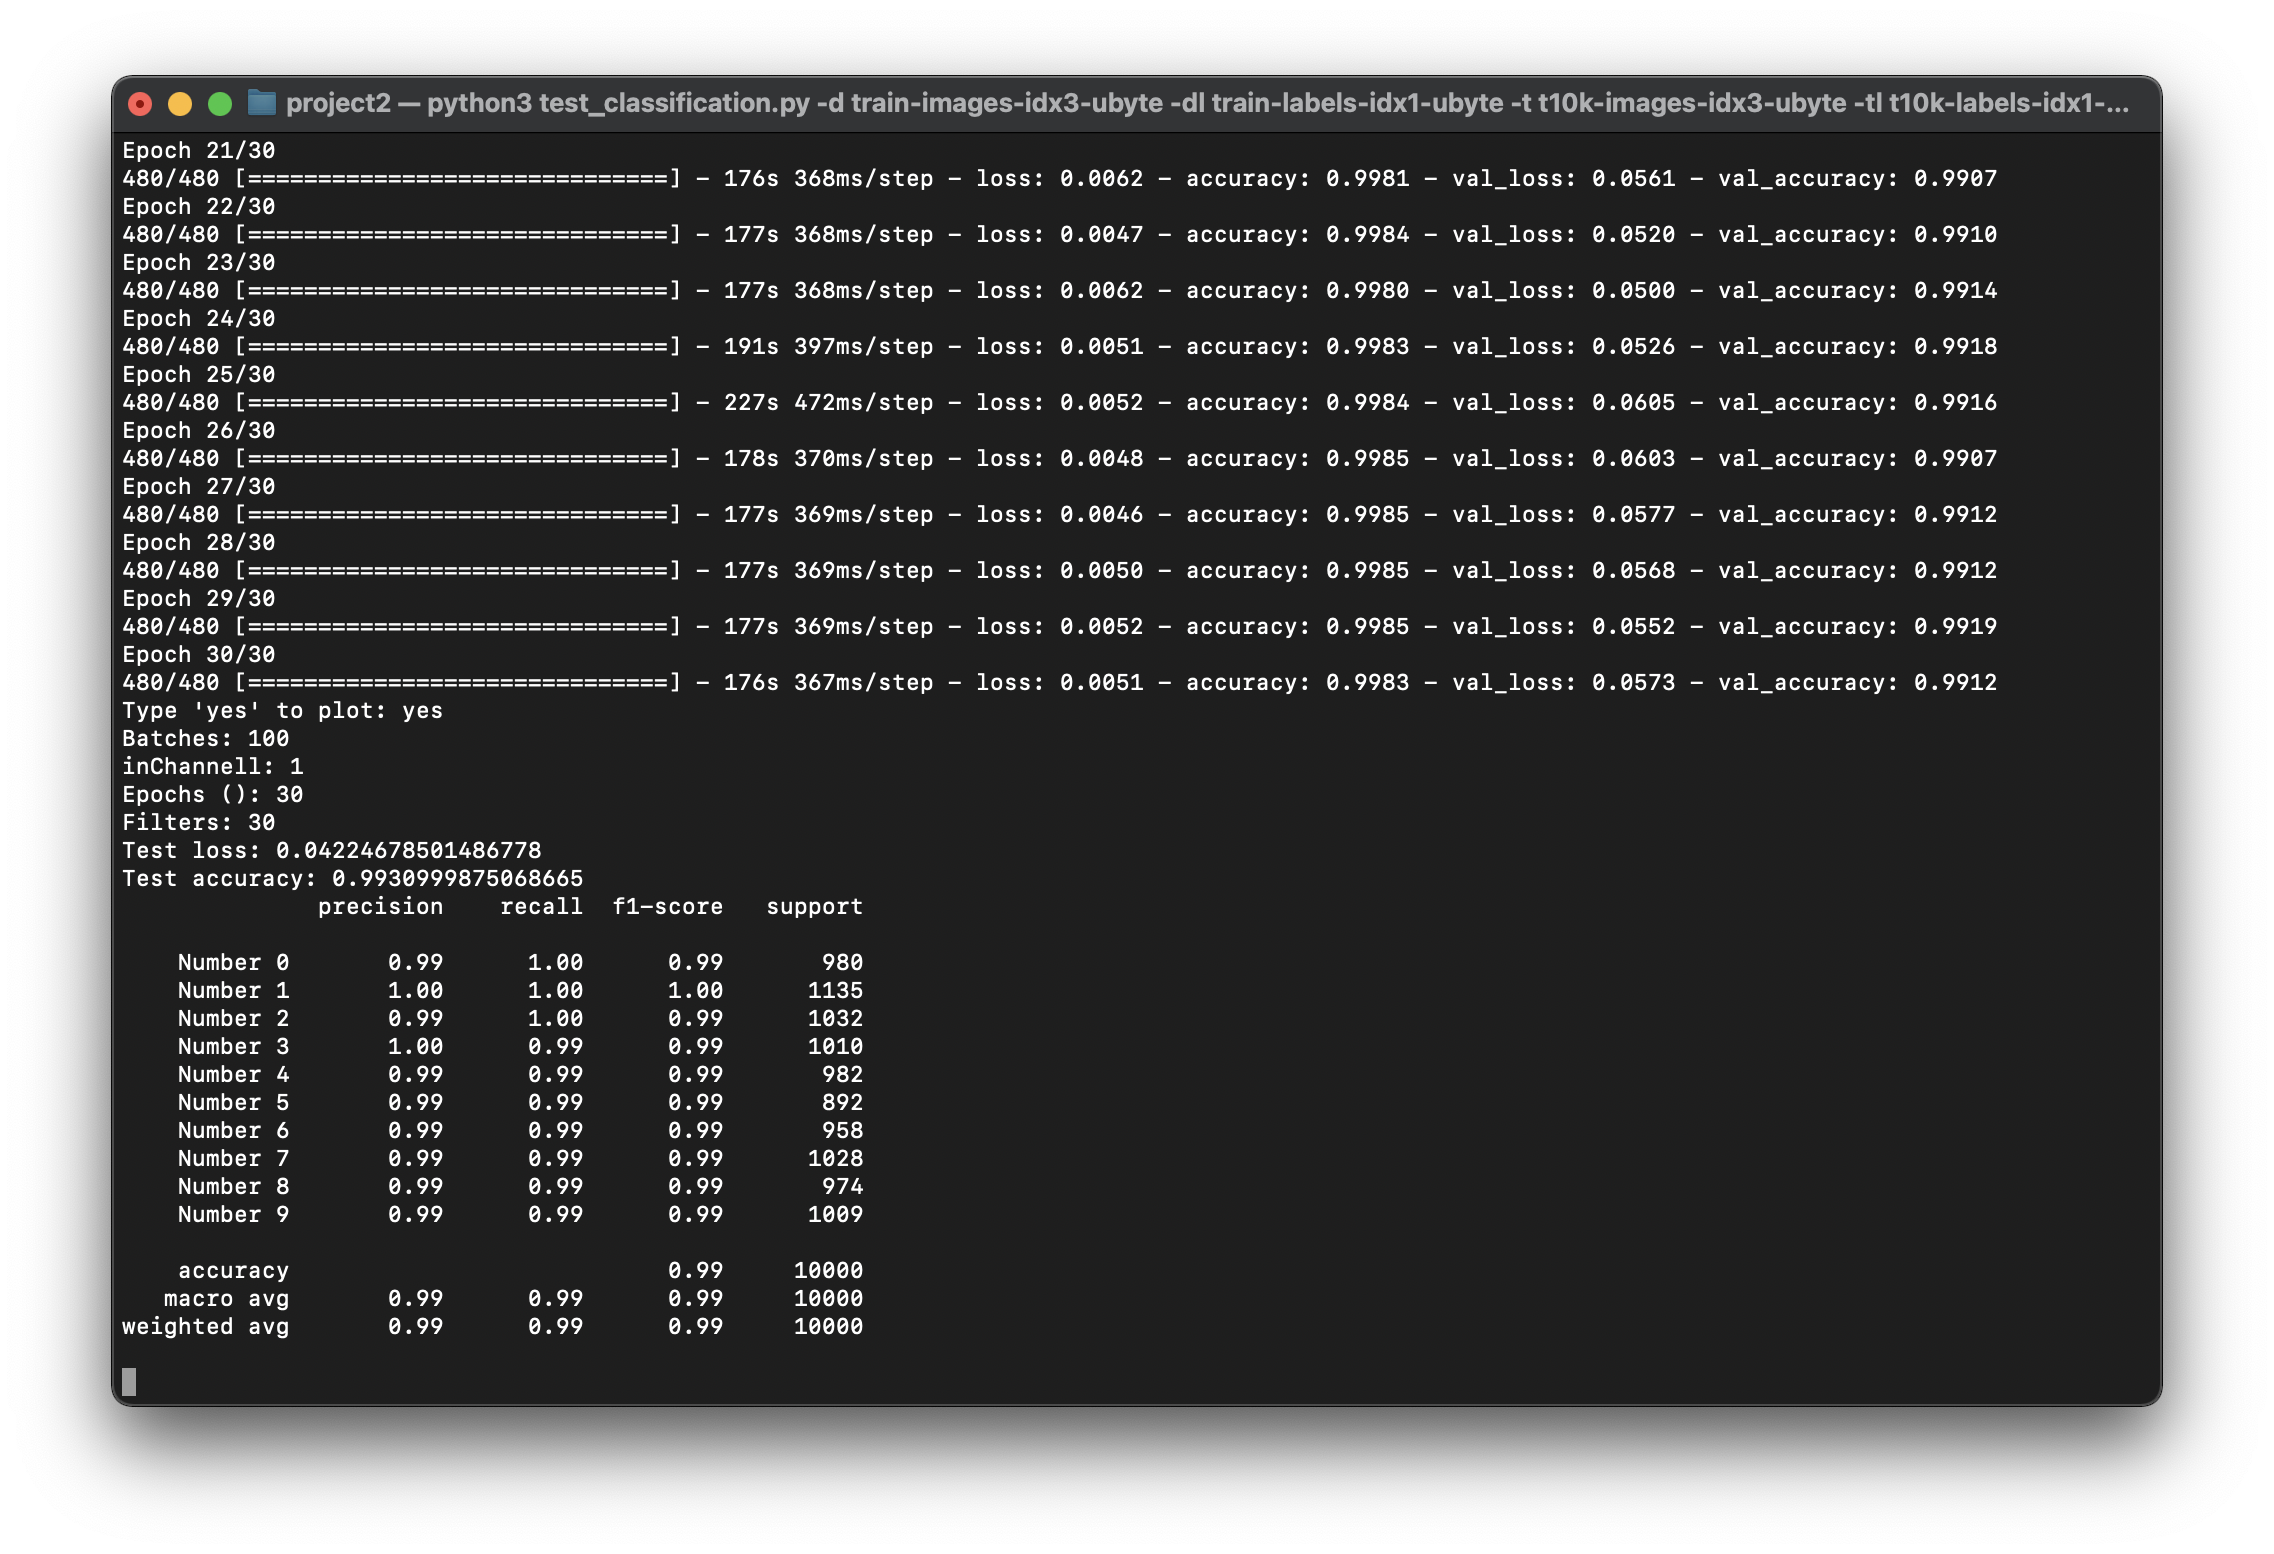 project2 — python3 test_classification.py -d train-images-idx3-ubyte -dl train-labels-idx1-ubyte -t t10k-images-idx3-ubyte -tl t10k-labels-idx1-...
Epoch 21/30
480/480 [==============================] - 176s 368ms/step - loss: 0.0062 - accuracy: 0.9981 - val_loss: 0.0561 - val_accuracy: 0.9907
Epoch 22/30
480/480 [==============================] - 177s 368ms/step - loss: 0.0047 - accuracy: 0.9984 - val_loss: 0.0520 - val_accuracy: 0.9910
Epoch 23/30
480/480 [==============================] - 177s 368ms/step - loss: 0.0062 - accuracy: 0.9980 - val_loss: 0.0500 - val_accuracy: 0.9914
Epoch 24/30
480/480 [==============================] - 191s 397ms/step - loss: 0.0051 - accuracy: 0.9983 - val_loss: 0.0526 - val_accuracy: 0.9918
Epoch 25/30
480/480 [==============================] - 227s 472ms/step - loss: 0.0052 - accuracy: 0.9984 - val_loss: 0.0605 - val_accuracy: 0.9916
Epoch 26/30
480/480 [==============================] - 178s 370ms/step - loss: 0.0048 - accuracy: 0.9985 - val_loss: 0.0603 - val_accuracy: 0.9907
Epoch 27/30
480/480 [==============================] - 177s 369ms/step - loss: 0.0046 - accuracy: 0.9985 - val_loss: 0.0577 - val_accuracy: 0.9912
Epoch 28/30
480/480 [==============================] - 177s 369ms/step - loss: 0.0050 - accuracy: 0.9985 - val_loss: 0.0568 - val_accuracy: 0.9912
Epoch 29/30
480/480 [==============================] - 177s 369ms/step - loss: 0.0052 - accuracy: 0.9985 - val_loss: 0.0552 - val_accuracy: 0.9919
Epoch 30/30
480/480 [==============================] - 176s 367ms/step - loss: 0.0051 - accuracy: 0.9983 - val_loss: 0.0573 - val_accuracy: 0.9912
Type 'yes' to plot: yes
Batches: 100
inChannell: 1
Epochs (): 30
Filters: 30
Test loss: 0.04224678501486778
Test accuracy: 0.9930999875068665
precision recall f1-score support
Number 0 0.99 1.00 0.99 980
Number 1 1.00 1.00 1.00 1135
Number 2 0.99 1.00 0.99 1032
Number 3 1.00 0.99 0.99 1010
Number 4 0.99 0.99 0.99 982
Number 5 0.99 0.99 0.99 892
Number 6 0.99 0.99 0.99 958
Number 7 0.99 0.99 0.99 1028
Number 8 0.99 0.99 0.99 974
Number 9 0.99 0.99 0.99 1009
accuracy 0.99 10000
macro avg 0.99 0.99 0.99 10000
weighted avg 0.99 0.99 0.99 10000